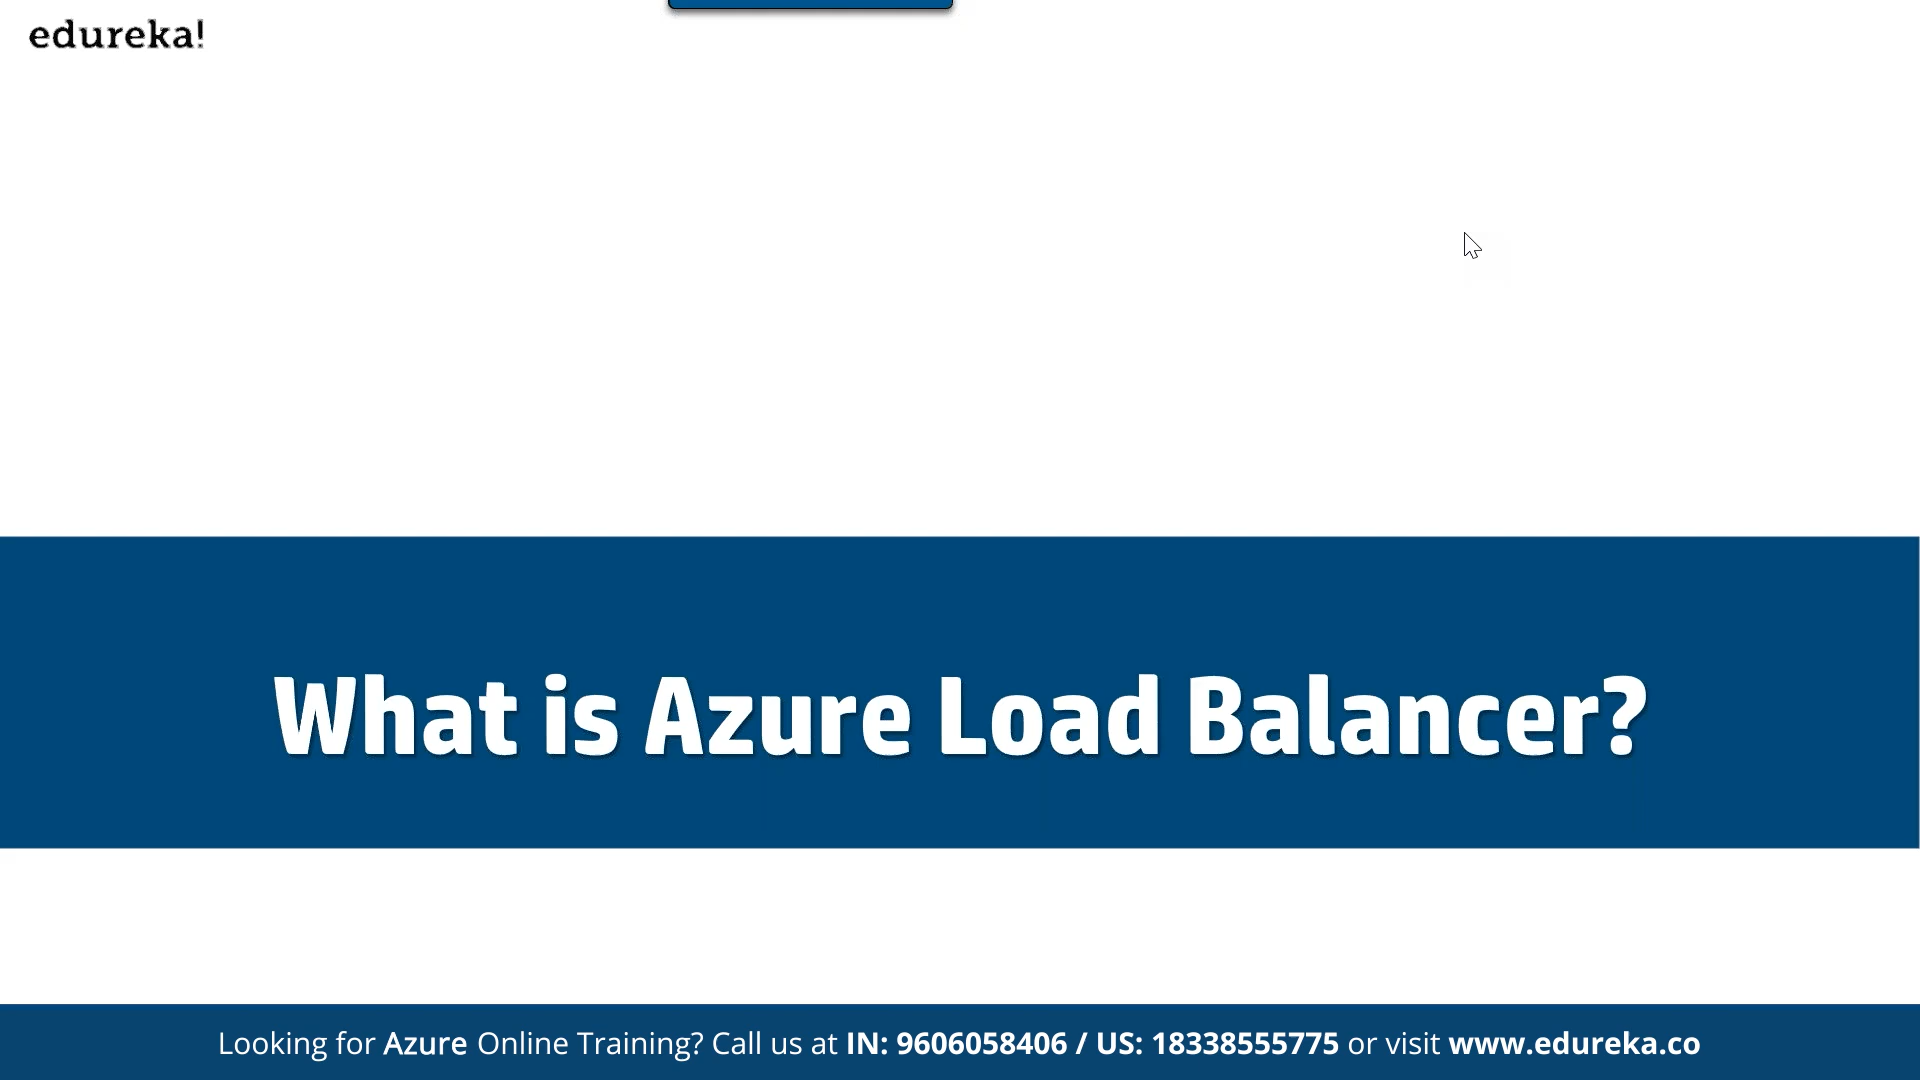 edureka!
What is Azure Load Balancer?
Looking for Azure Online Training? Call us at IN: 9606058406 / US: 18338555775 or visit www.edureka.co